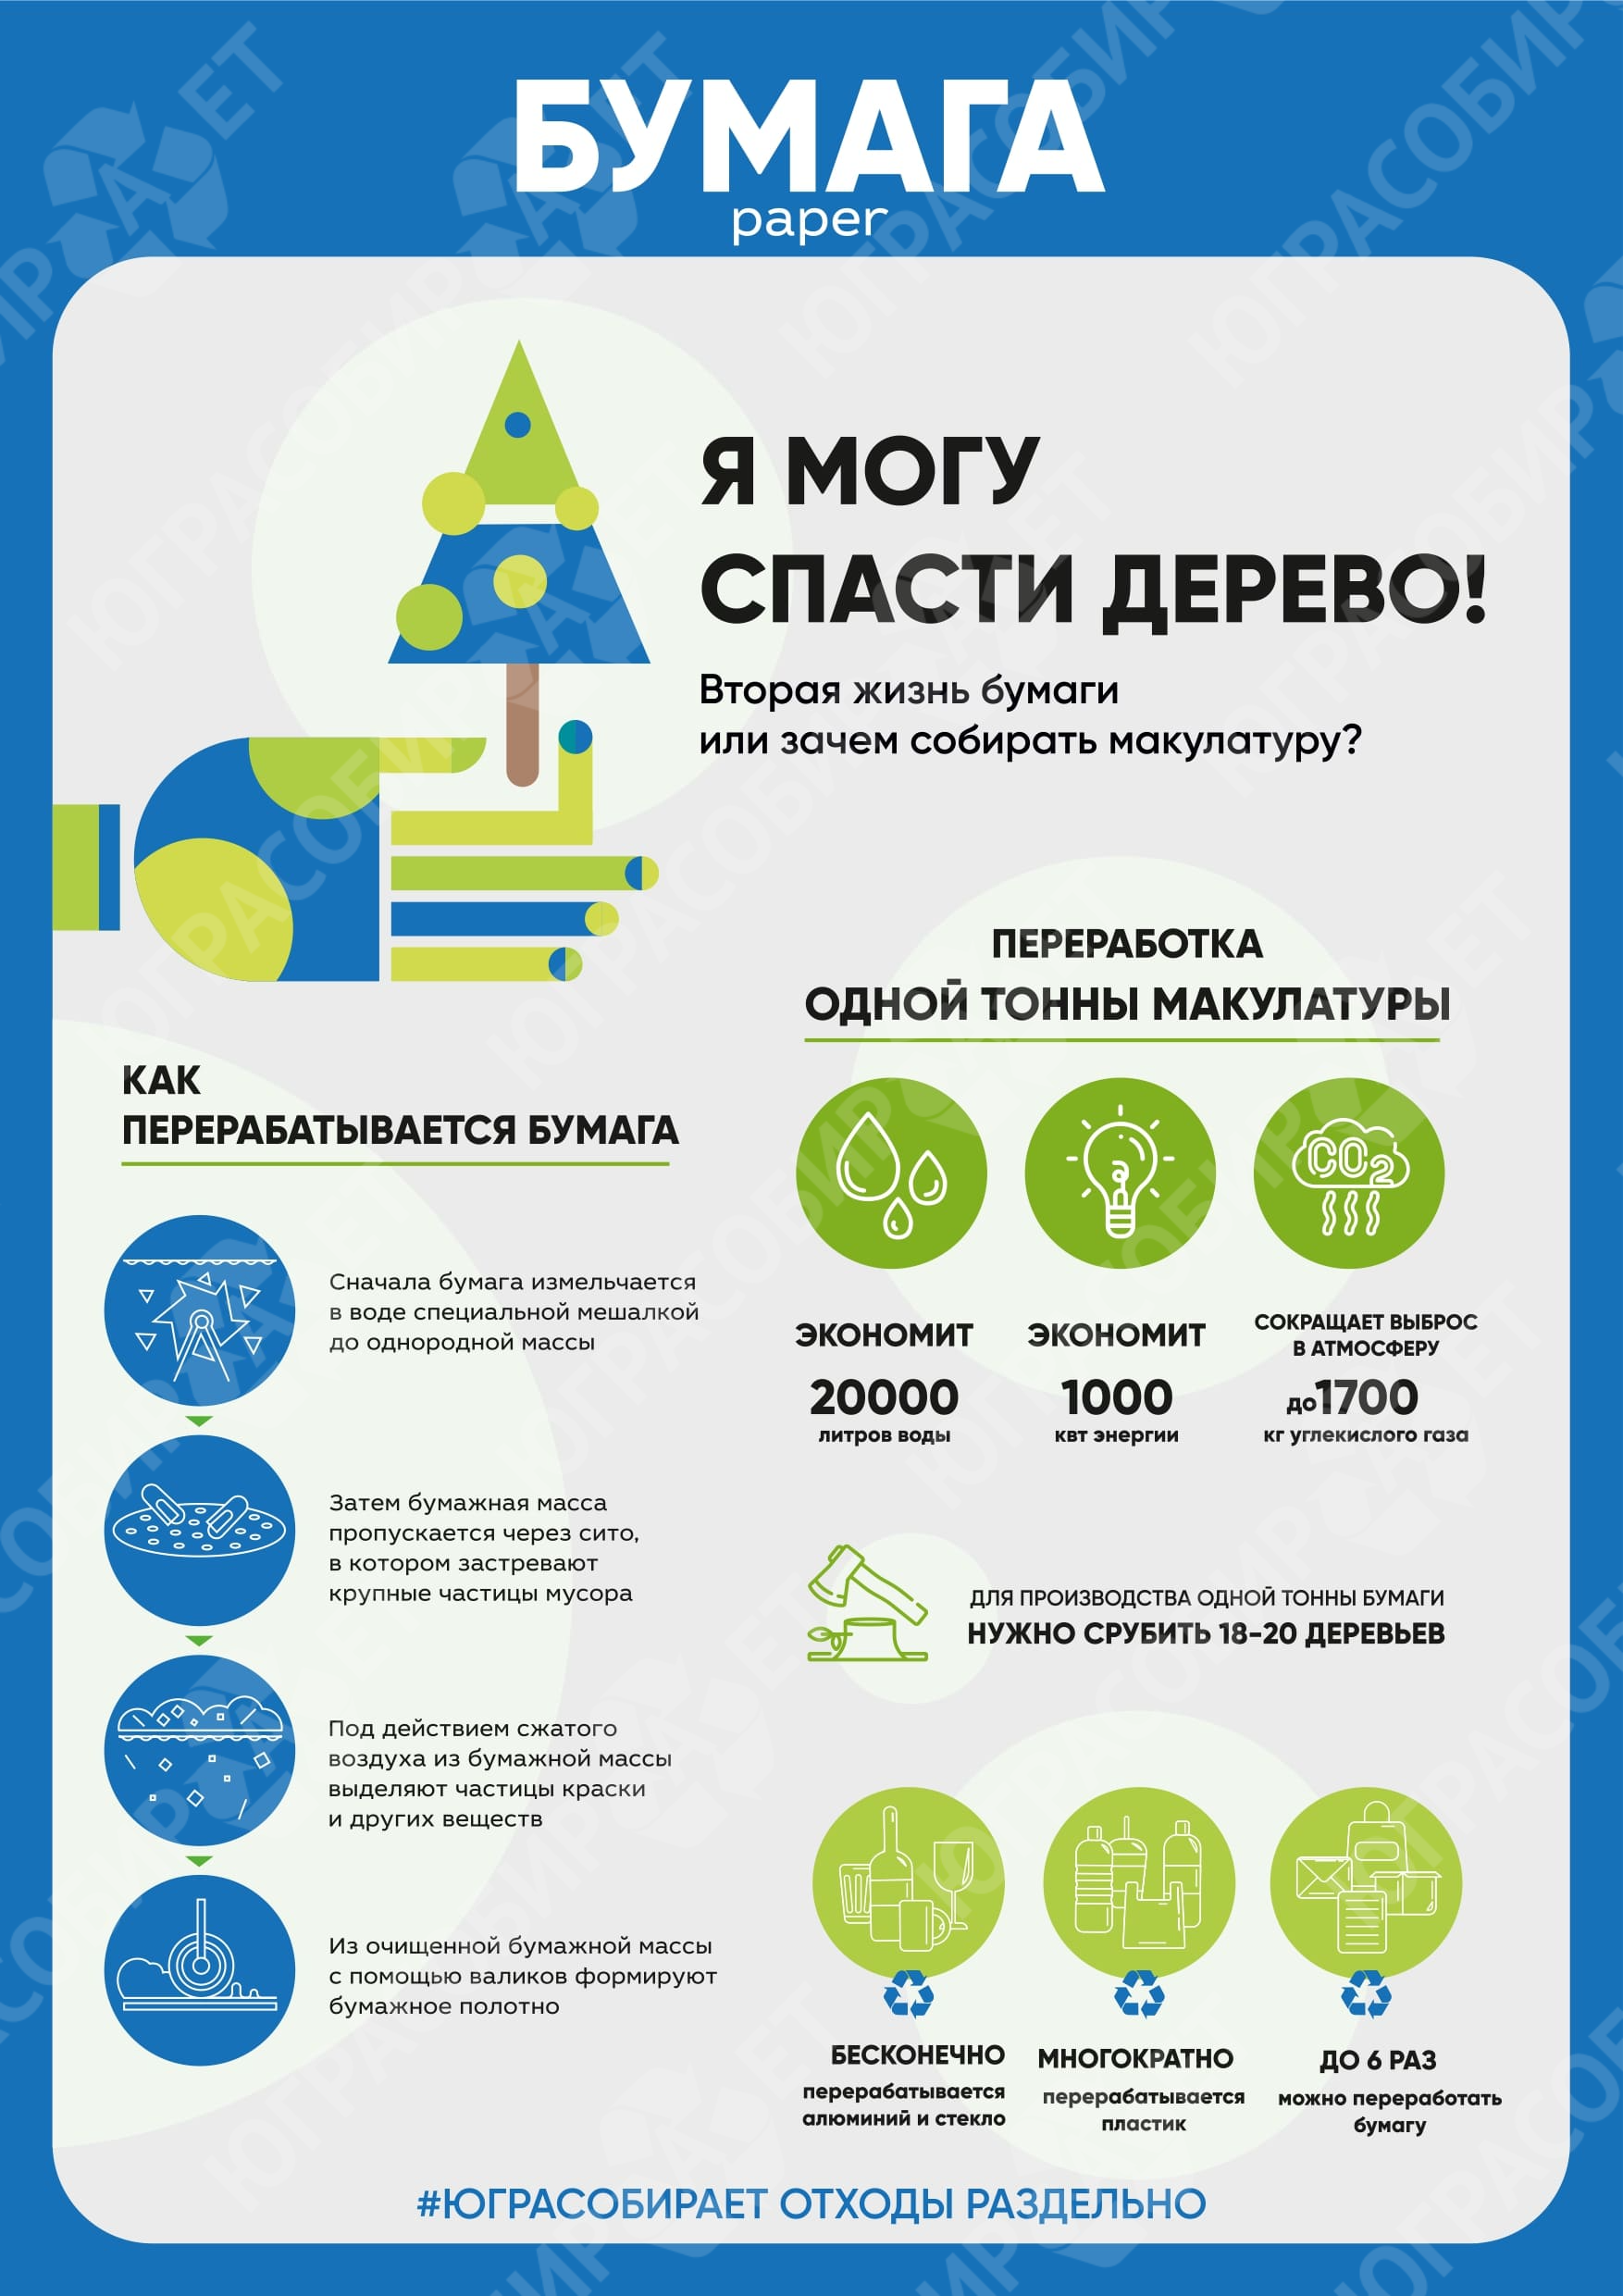 БУМАГА
paper
Я МОГУ
СПАСТИ ДЕРЕВО!
Вторая жизнь бумаги
или зачем собирать макулатуру?
КАК
ПЕРЕРАБАТЫВАЕТСЯ БУМАГА
Сначала бумага измельчается
в воде специальной мешалкой
до однородной массы
Затем бумажная масса
пропускается через сито,
в котором застревают
крупные частицы мусора
Под действием сжатого
воздуха из бумажной массы
выделяют частицы краски
и других веществ
Из очищенной бумажной массы
с помощью валиков формируют
бумажное полотно
ПЕРЕРАБОТКА
ОДНОЙ ТОННЫ МАКУЛАТУРЫ
CO2
ЭКОНОМИТ
20000
литров воды
ЭКОНОМИТ
1000
квт энергии
СОКРАЩАЕТ ВЫБРОС
В АТМОСФЕРУ
до 1700
кг углекислого газа
ДЛЯ ПРОИЗВОДСТВА ОДНОЙ ТОННЫ БУМАГИ
НУЖНО СРУБИТЬ 18-20 ДЕРЕВЬЕВ
БЕСКОНЕЧНО
перерабатывается
алюминий и стекло
МНОГОКРАТНО
перерабатывается
пластик
ДО 6 РАЗ
можно переработать
бумагу
#ЮГРАСОБИРАЕТ ОТХОДЫ РАЗДЕЛЬНО
ЮГРАСОБИРАЕТ